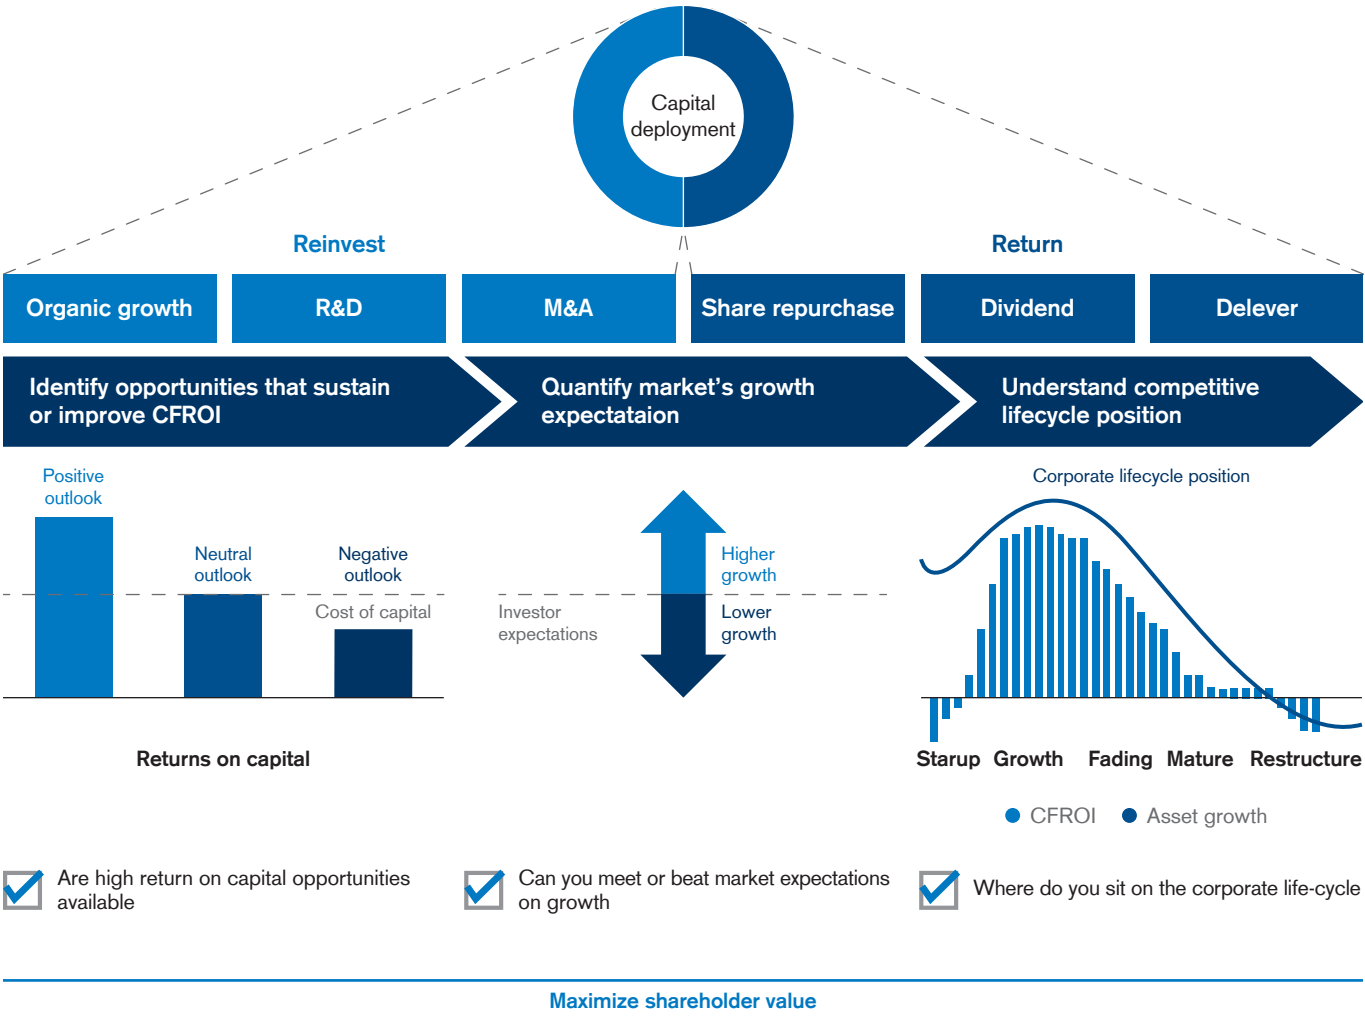 Capital
deployment
Reinvest
Return
Organic growth
R&D
M&A
Share repurchase
Dividend
Delever
Identify opportunities that sustain
or improve CFROI
Quantify market's growth
expectataion
Understand competitive
lifecycle position
Positive
outlook
Neutral
outlook
Negative
outlook
Cost of capital
Returns on capital
Higher
growth
Investor
expectations
Lower
growth
Corporate lifecycle position
Starup Growth Fading Mature Restructure
CFROI Asset growth
Are high return on capital opportunities
available
Can you meet or beat market expectations
on growth
Where do you sit on the corporate life-cycle
Maximize shareholder value